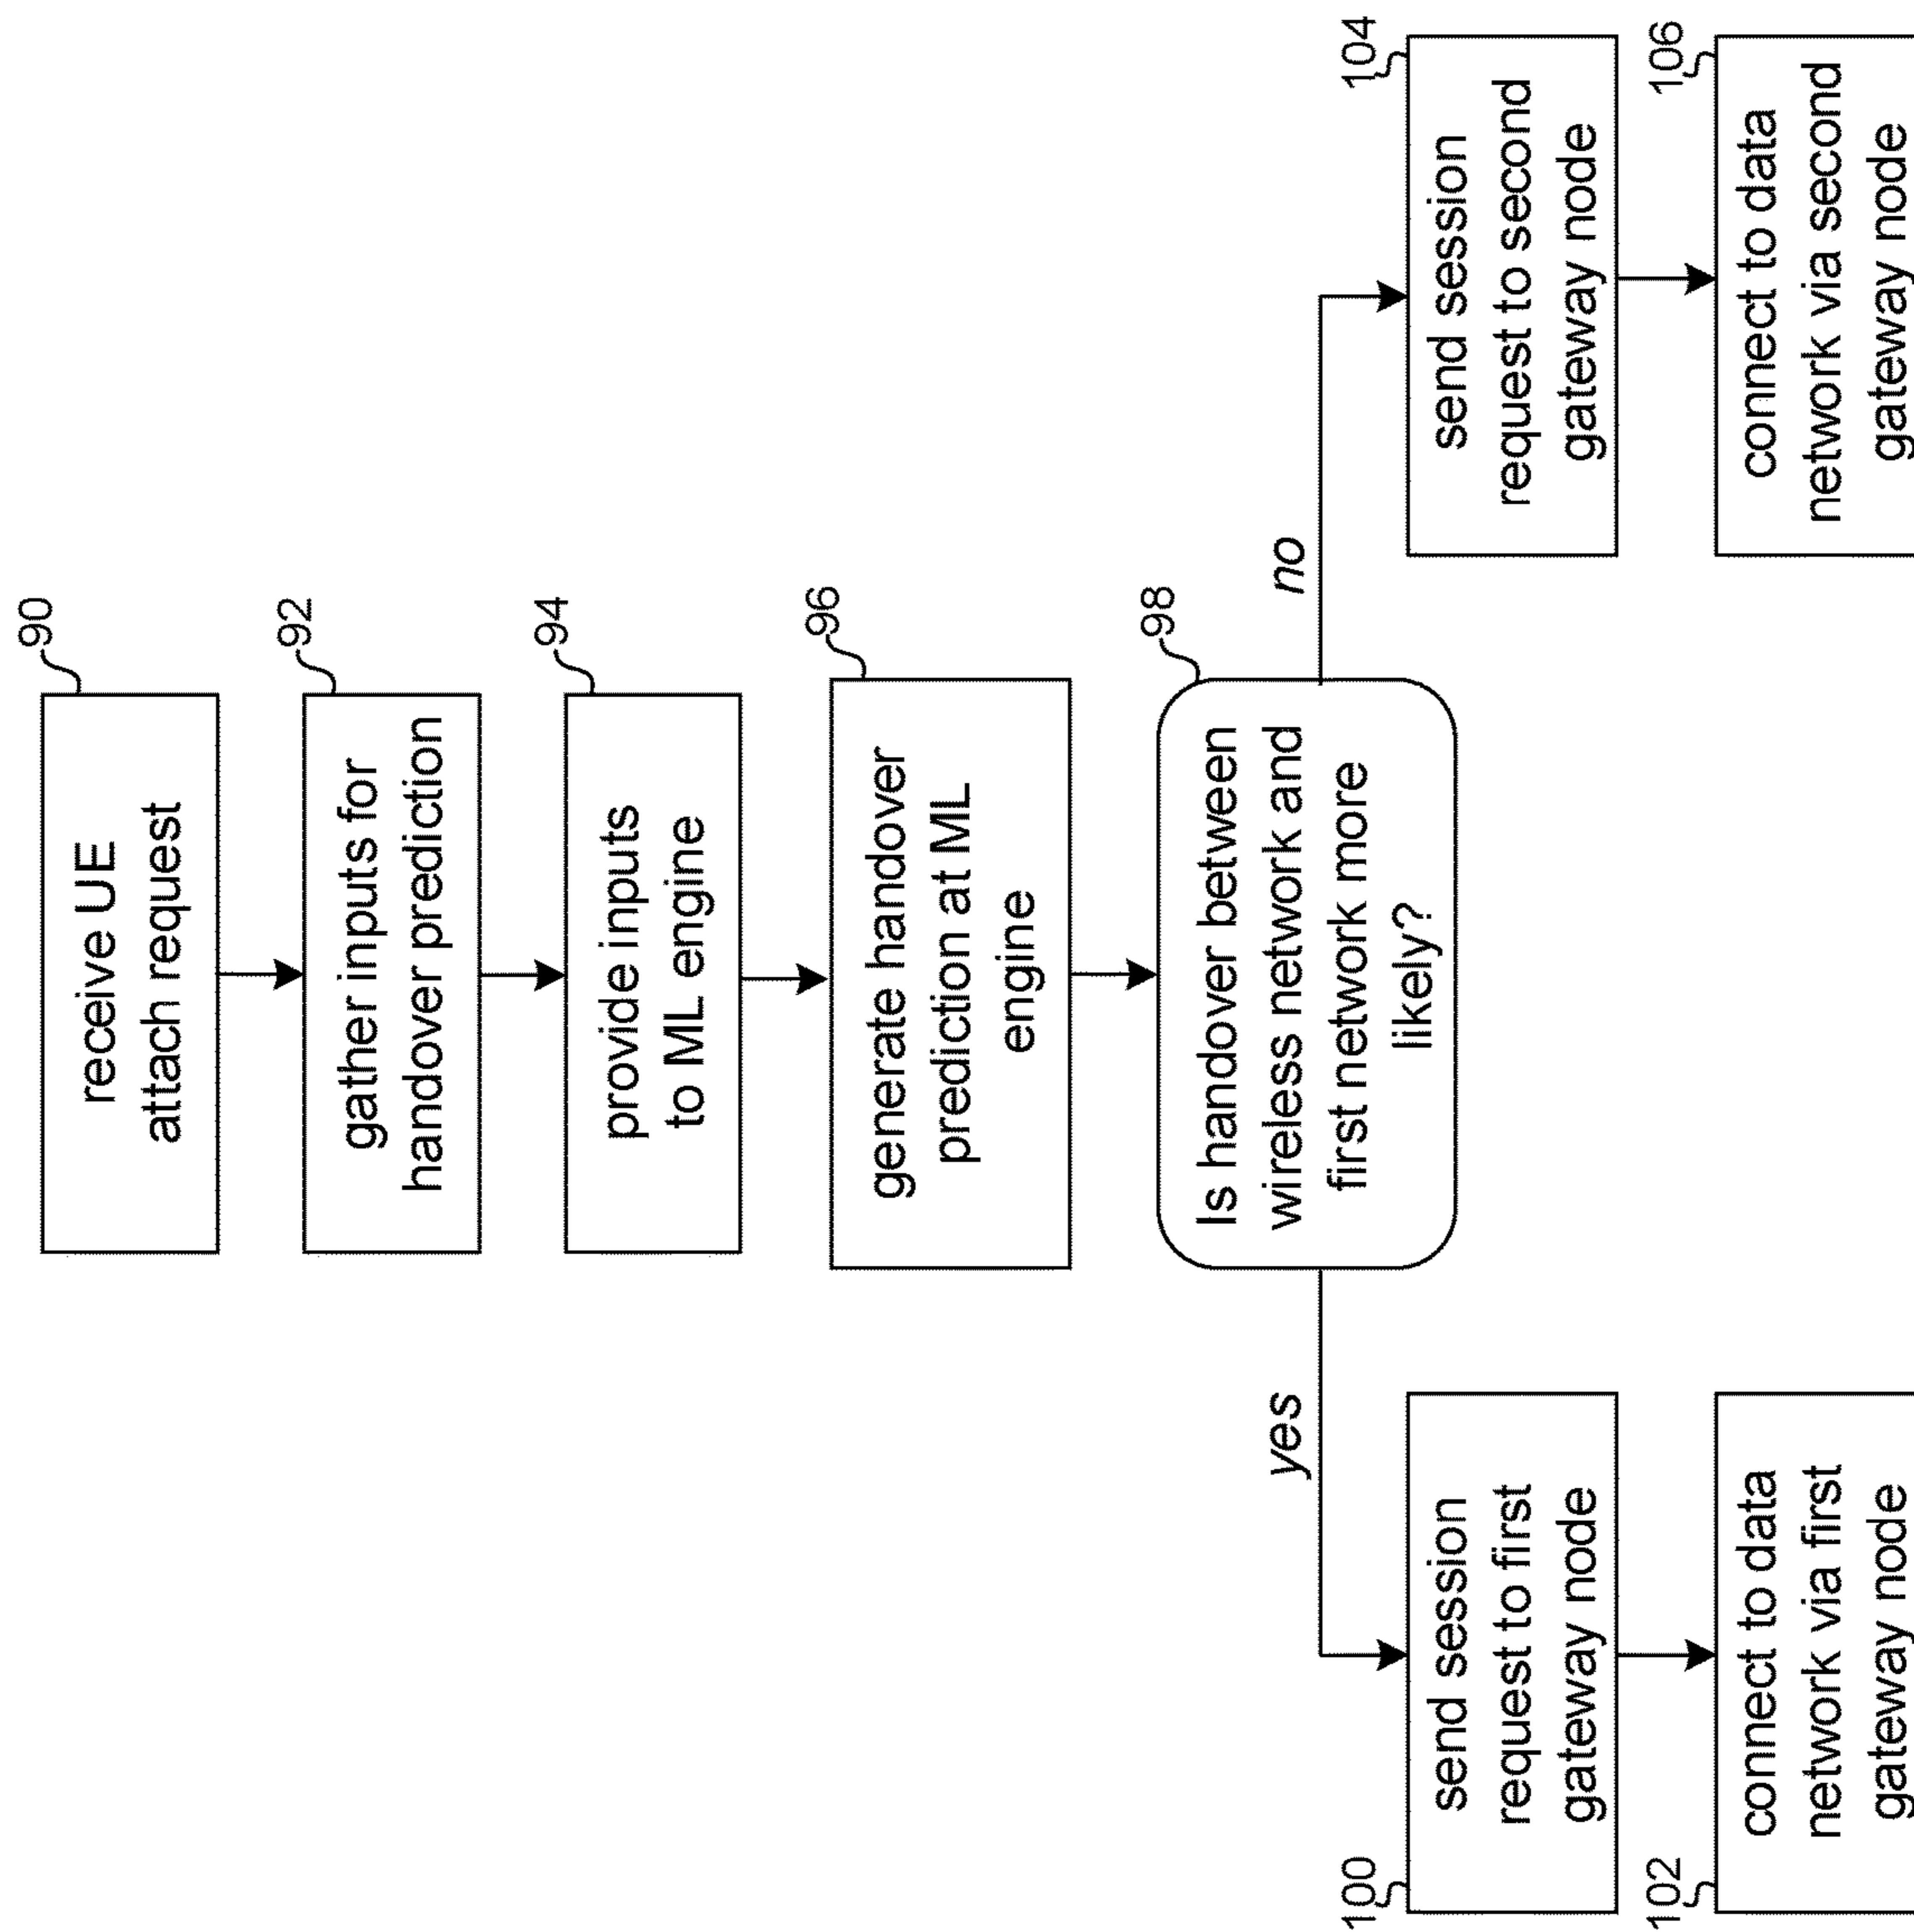 90
receive UE
attach request
92
gather inputs for
handover prediction
94
provide inputs
to ML engine
96
generate handover
prediction at ML
engine
98
Is handover between
wireless network and
first network more
likely?
yes
no
100
send session
request to first
gateway node
104
send session
request to second
gateway node
102
connect to data
network via first
gateway node
106
connect to data
network via second
gateway node